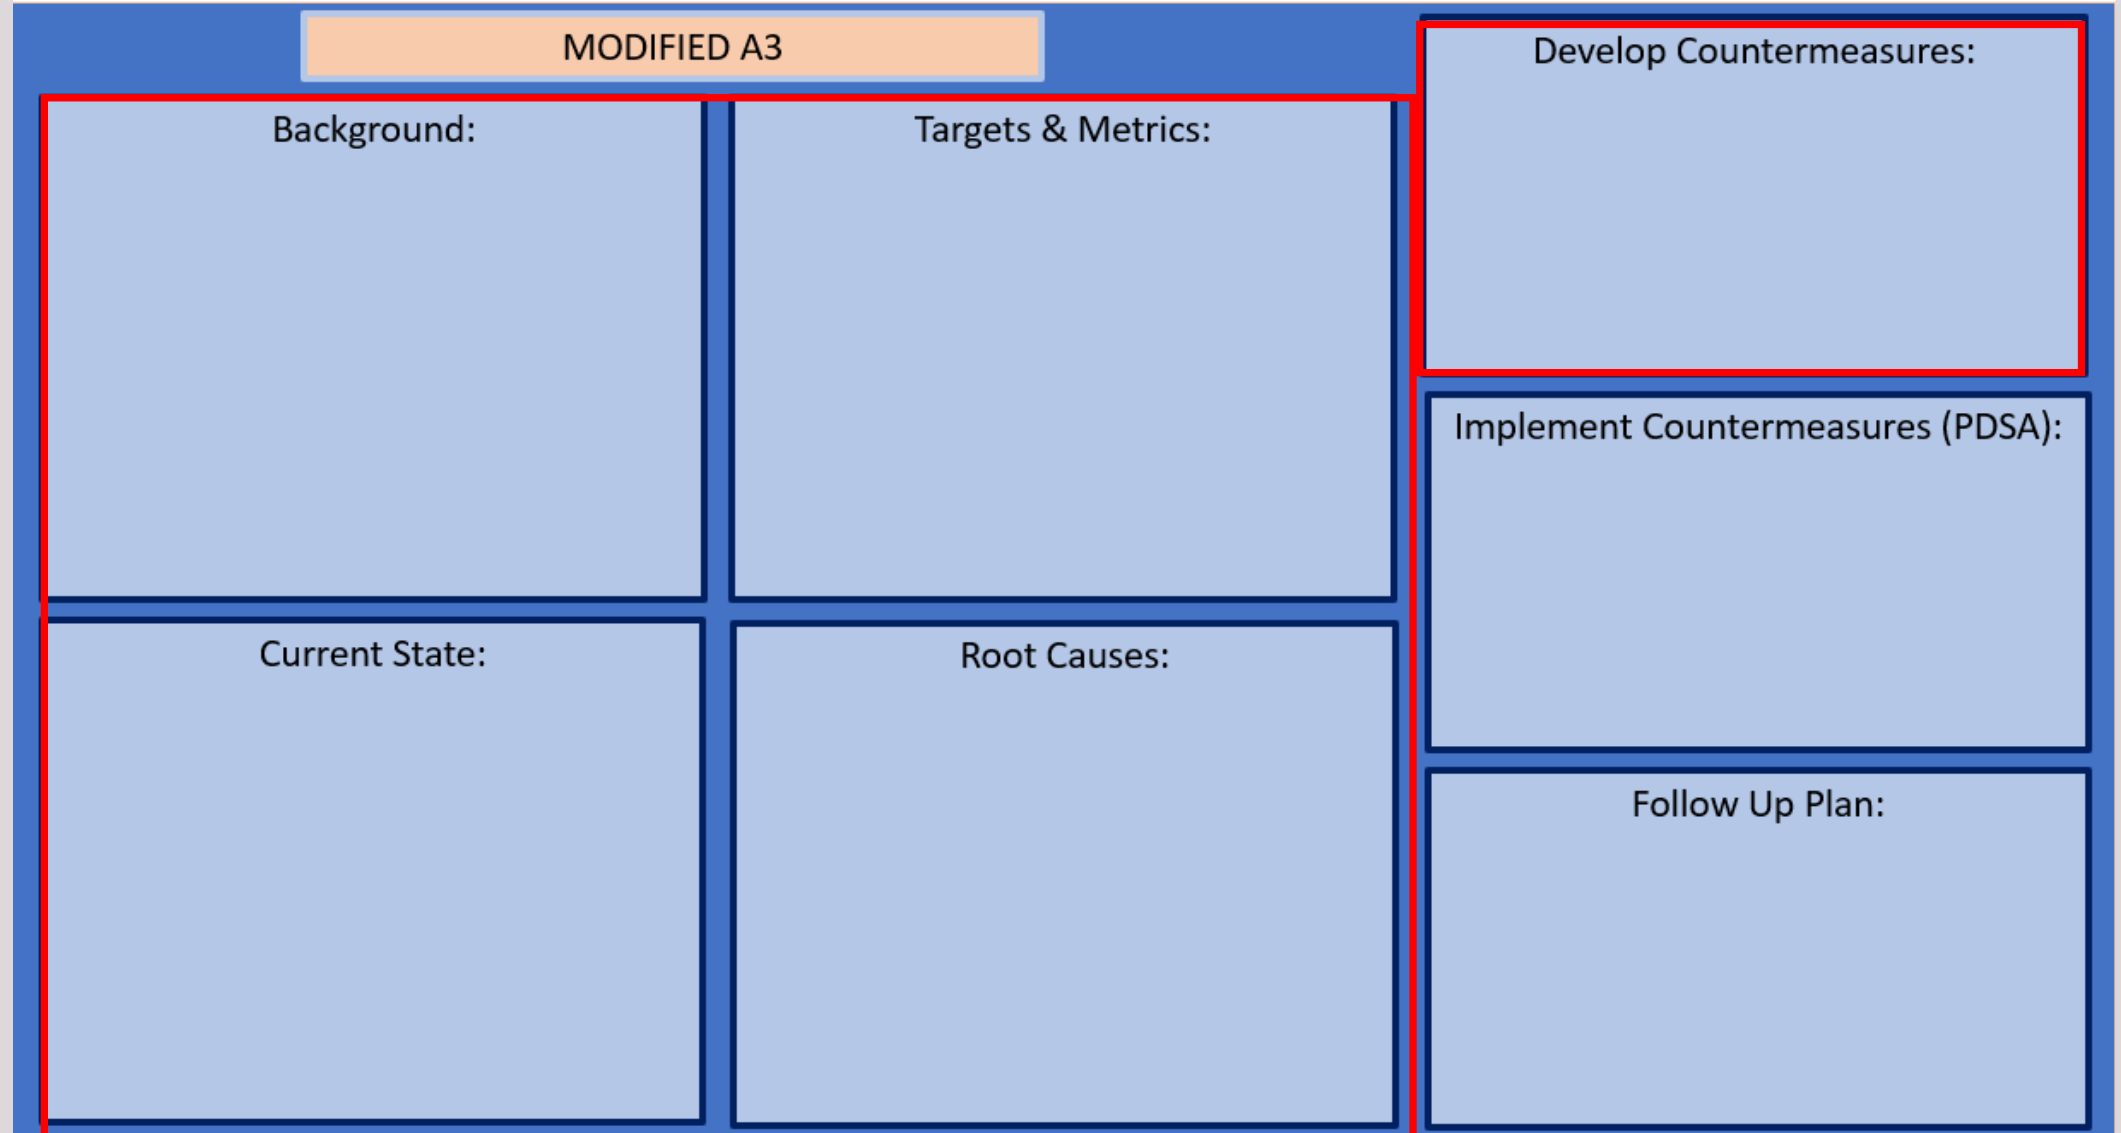 MODIFIED A3
Background:
Targets & Metrics:
Current State:
Root Causes:
Develop Countermeasures:
Implement Countermeasures (PDSA):
Follow Up Plan: